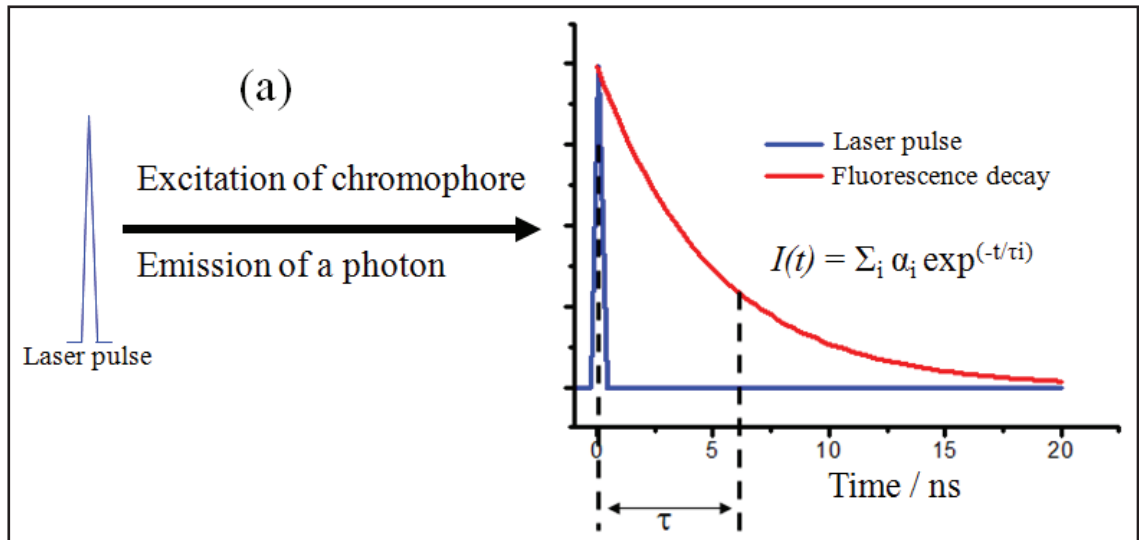 (a)
Excitation of chromophore
Emission of a photon
Laser pulse
Laser pulse
Fluorescence decay
I(t) = Σᵢ αᵢ exp⁽⁻ᵗ/τⁱ⁾
0 5 10 15 20
Time / ns
τ